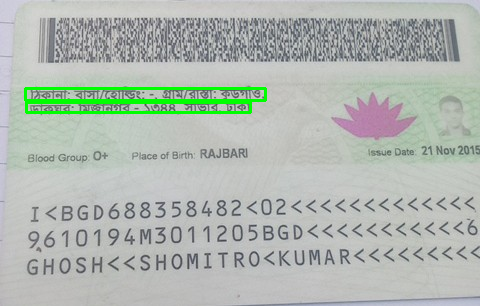 ঠিকানা: বাসা/হোল্ডিং: -, গ্রাম/রাস্তা: কুড়গাঁও,
ডাকঘর: মির্জানগর - ১৩৪৪, সাভার, ঢাকা
Blood Group: O+ Place of Birth: RAJBARI Issue Date: 21 Nov 2015
I<BGD688358482<02<<<<<<<<<<<<<
9610194M3011205BGD<<<<<<<<<<<6
GHOSH<<SHOMITRO<KUMAR<<<<<<<<<